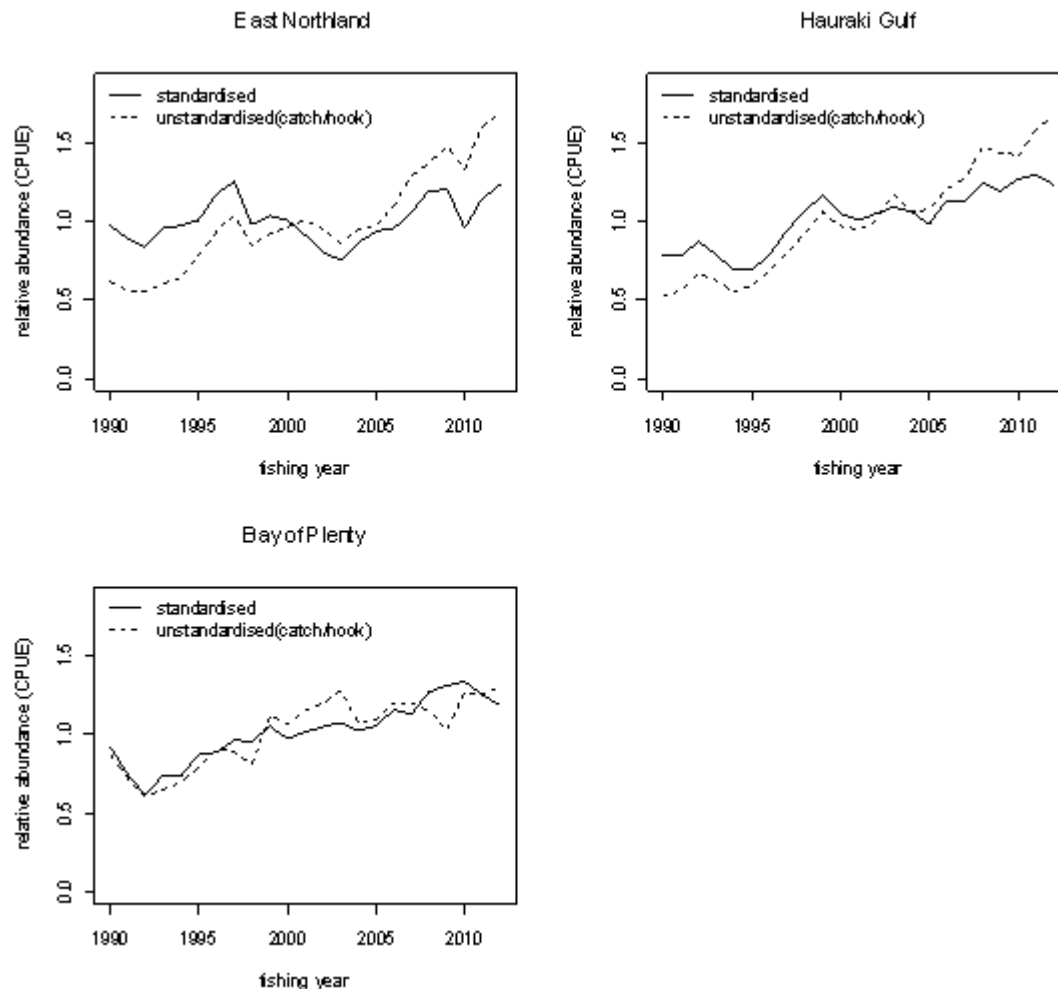 East Northland
standardised
unstandardised(catch/hook)
relative abundance (CPUE)
0.0 0.5 1.0 1.5
1990 1995 2000 2005 2010
fishing year
Hauraki Gulf
standardised
unstandardised(catch/hook)
relative abundance (CPUE)
0.0 0.5 1.0 1.5
1990 1995 2000 2005 2010
fishing year
Bay of Plenty
standardised
unstandardised(catch/hook)
relative abundance (CPUE)
0.0 0.5 1.0 1.5
1990 1995 2000 2005 2010
fishing year